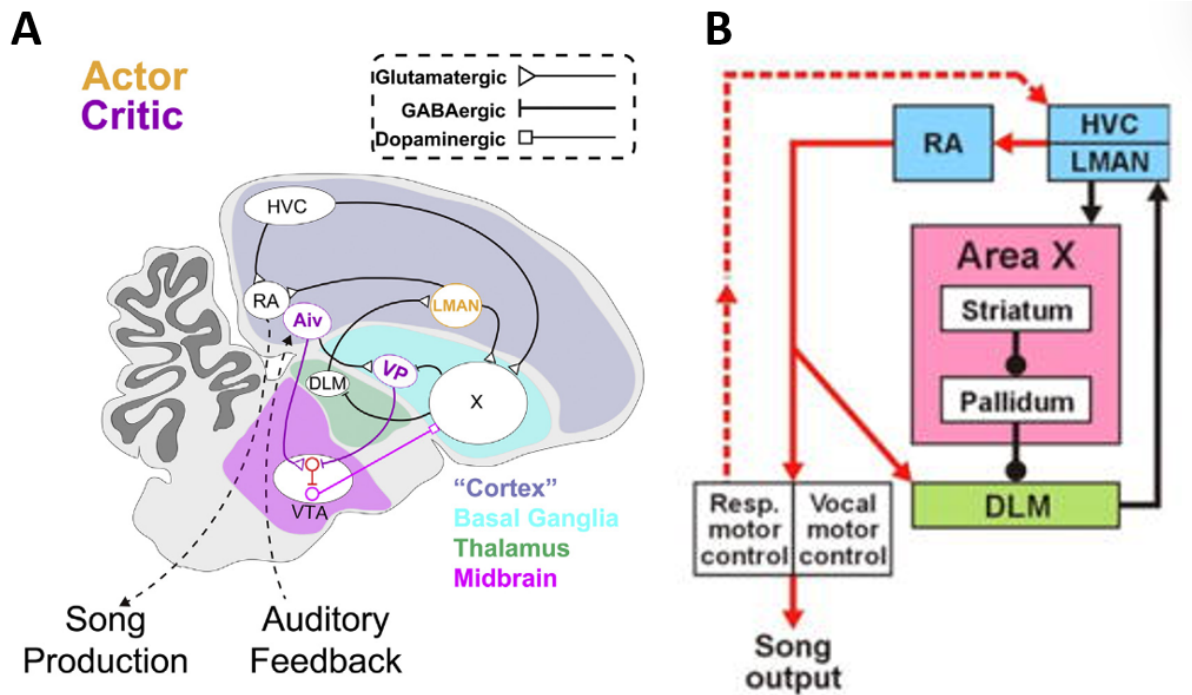 A
Actor
Critic
Glutamatergic
GABAergic
Dopaminergic
HVC
RA
Aiv
LMAN
VP
DLM
X
VTA
“Cortex”
Basal Ganglia
Thalamus
Midbrain
Song
Production
Auditory
Feedback
B
RA
HVC
LMAN
Area X
Striatum
Pallidum
DLM
Resp.
motor
control
Vocal
motor
control
Song
output